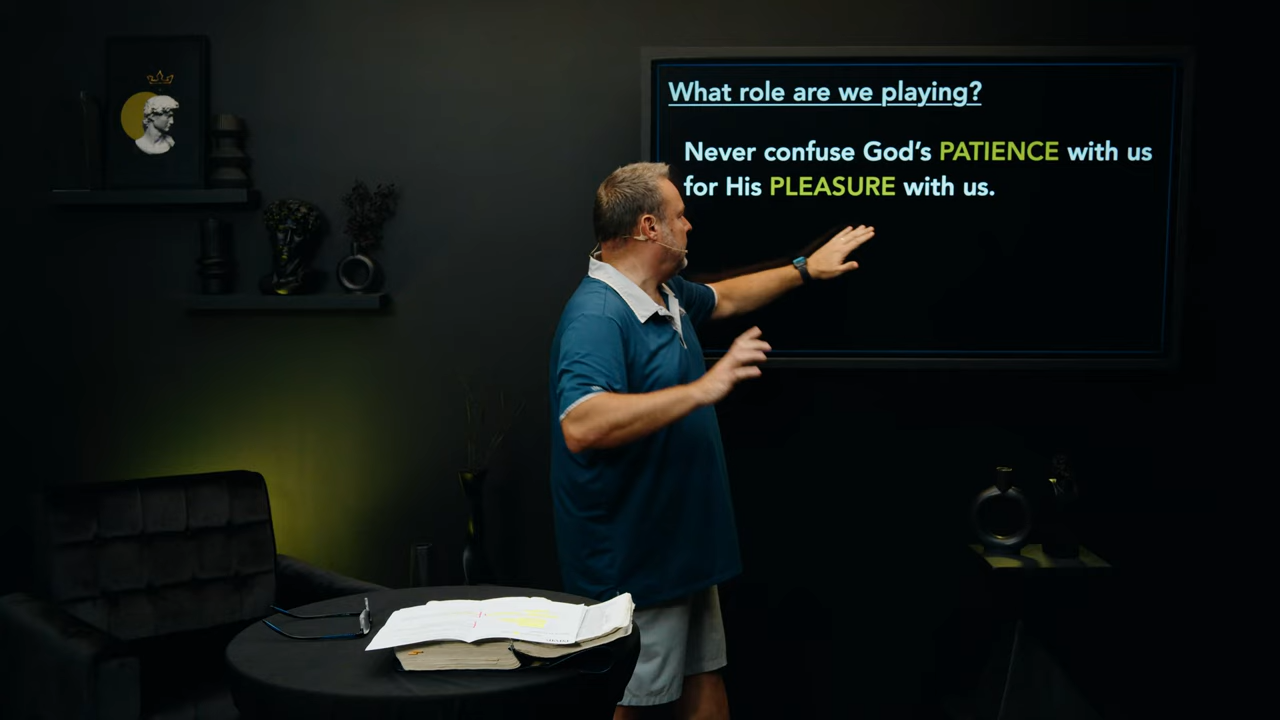 What role are we playing?
Never confuse God's PATIENCE with us
for His PLEASURE with us.